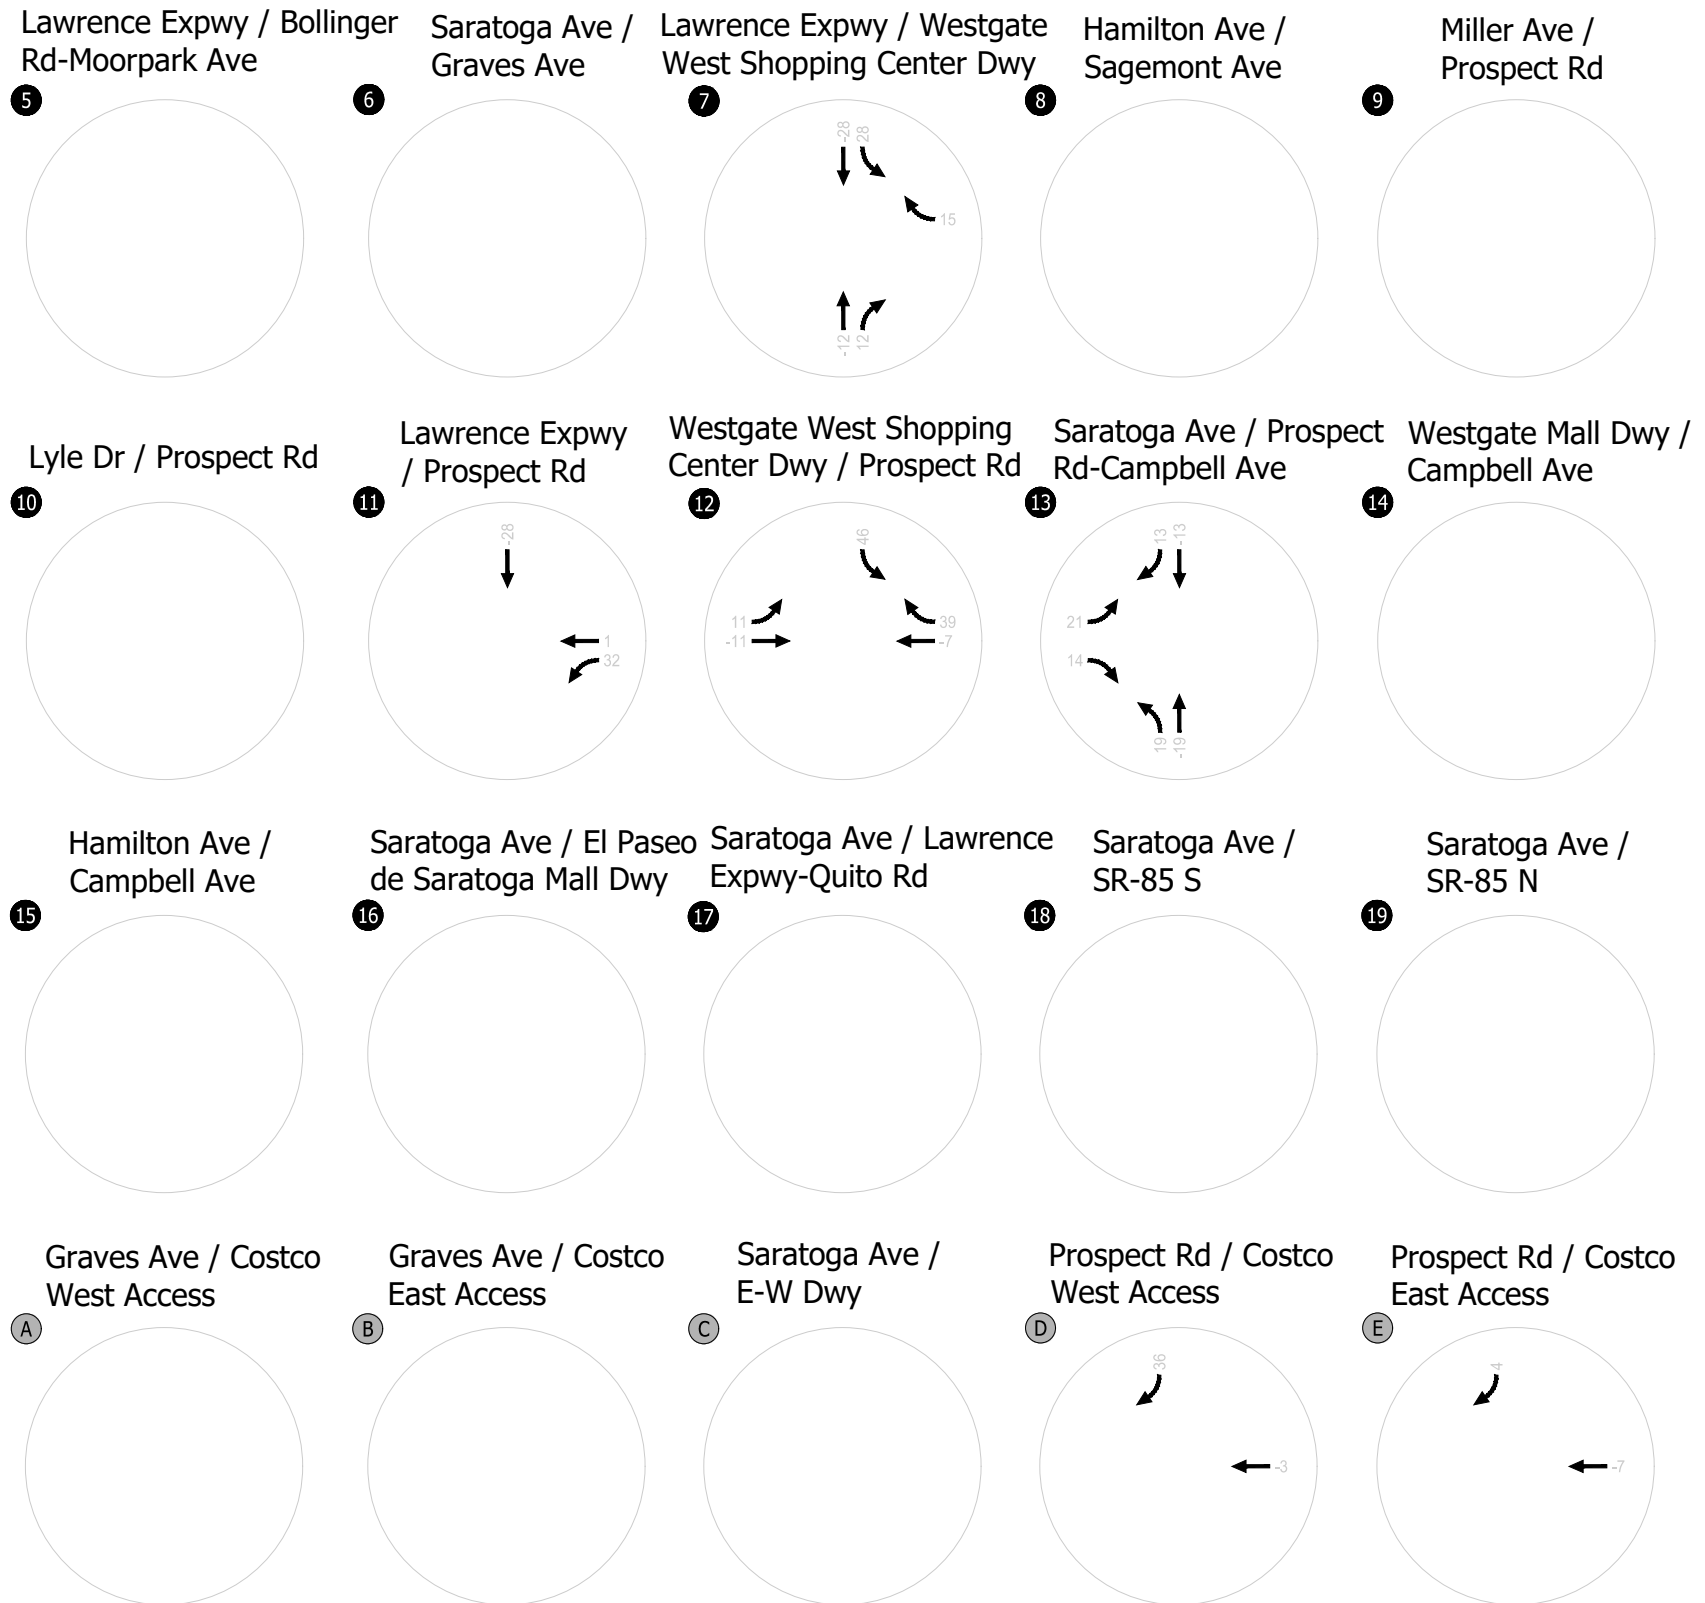 Lawrence Expwy / Bollinger
Rd-Moorpark Ave
5
Saratoga Ave /
Graves Ave
6
Lawrence Expwy / Westgate
West Shopping Center Dwy
7
-28
28
15
-12
12
Hamilton Ave /
Sagemont Ave
8
Miller Ave /
Prospect Rd
9
Lyle Dr / Prospect Rd
10
Lawrence Expwy
/ Prospect Rd
11
-28
1
32
Westgate West Shopping
Center Dwy / Prospect Rd
12
46
11
-11
39
-7
Saratoga Ave / Prospect
Rd-Campbell Ave
13
13
-13
21
14
19
-19
Westgate Mall Dwy /
Campbell Ave
14
Hamilton Ave /
Campbell Ave
15
Saratoga Ave / El Paseo
de Saratoga Mall Dwy
16
Saratoga Ave / Lawrence
Expwy-Quito Rd
17
Saratoga Ave /
SR-85 S
18
Saratoga Ave /
SR-85 N
19
Graves Ave / Costco
West Access
A
Graves Ave / Costco
East Access
B
Saratoga Ave /
E-W Dwy
C
Prospect Rd / Costco
West Access
D
36
-3
Prospect Rd / Costco
East Access
E
4
-7